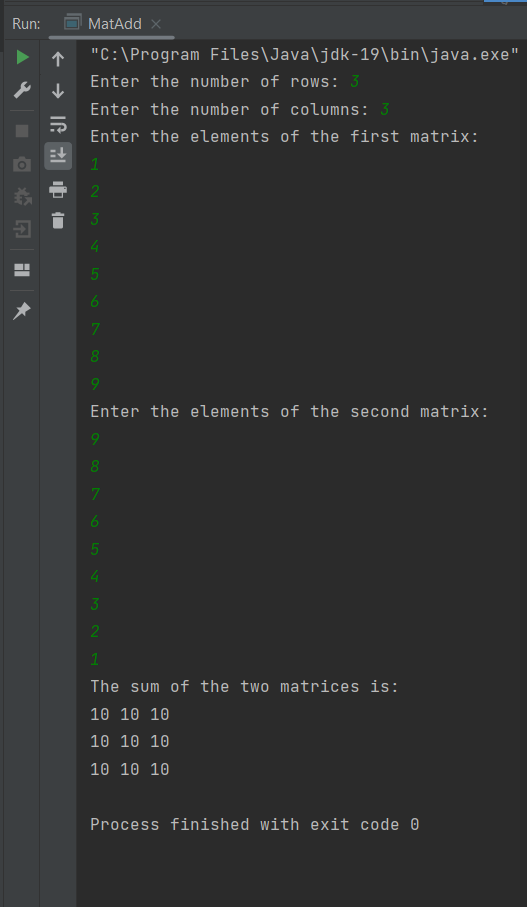 Run: MatAdd
"C:\Program Files\Java\jdk-19\bin\java.exe"
Enter the number of rows: 3
Enter the number of columns: 3
Enter the elements of the first matrix:
1
2
3
4
5
6
7
8
9
Enter the elements of the second matrix:
9
8
7
6
5
4
3
2
1
The sum of the two matrices is:
10 10 10
10 10 10
10 10 10
Process finished with exit code 0